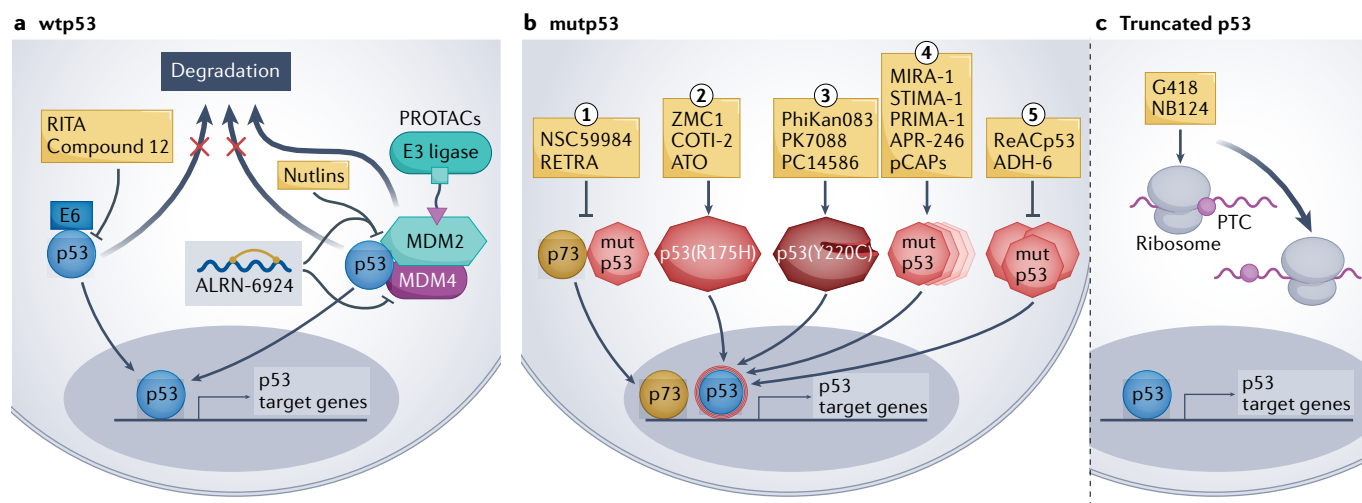 a wtp53
Degradation
RITA
Compound 12
PROTACs
E3 ligase
Nutlins
E6
p53
MDM2
p53
MDM4
ALRN-6924
p53
p53
target genes
b mutp53
1
NSC59984
RETRA
2
ZMC1
COTI-2
ATO
3
PhiKan083
PK7088
PC14586
4
MIRA-1
STIMA-1
PRIMA-1
APR-246
pCAPs
5
ReACp53
ADH-6
p73
mut
p53
p53(R175H)
p53(Y220C)
mut
p53
mut
p53
p73
p53
p53
target genes
c Truncated p53
G418
NB124
PTC
Ribosome
p53
p53
target genes